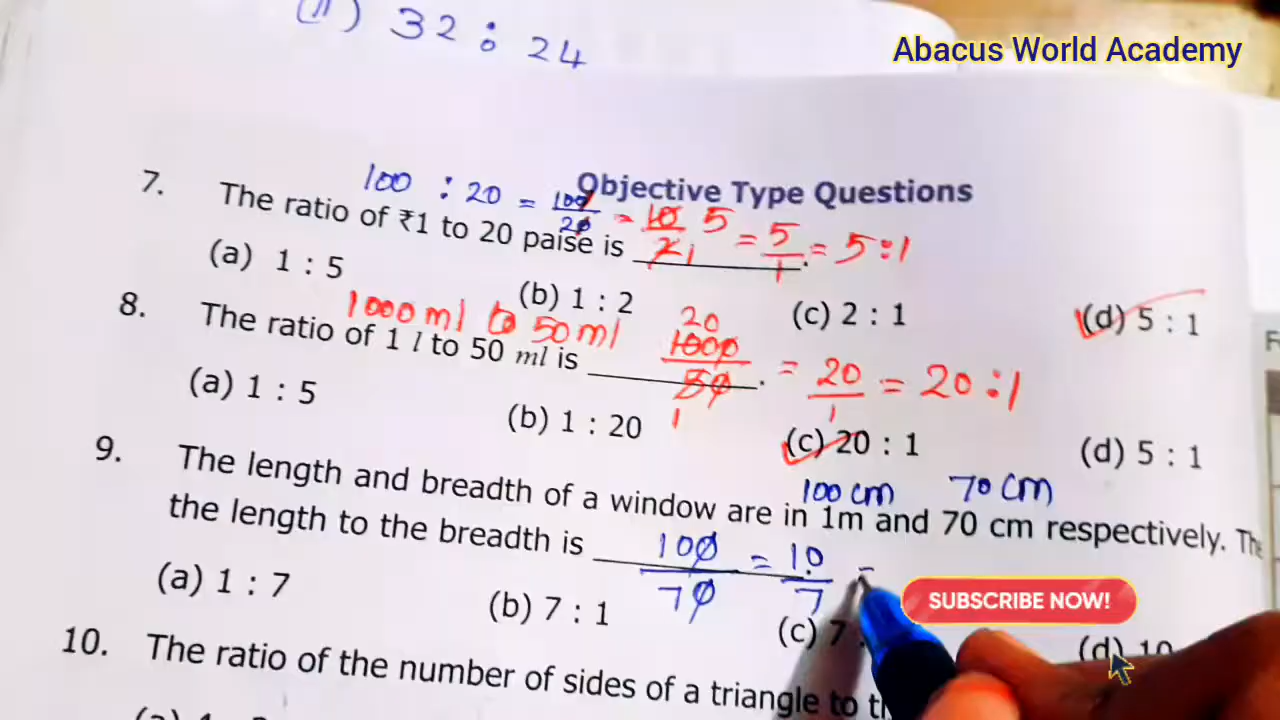 (ii) 32 : 24
Abacus World Academy
Objective Type Questions
100 : 20 = 100/20 = 10/2 5/1 = 5/1 = 5:1
7. The ratio of ₹1 to 20 paise is ________.
(a) 1 : 5 (b) 1 : 2 (c) 2 : 1 (d) 5 : 1
1000 ml to 50 ml 1000/50 20/1 = 20/1 = 20:1
8. The ratio of 1 l to 50 ml is ________.
(a) 1 : 5 (b) 1 : 20 (c) 20 : 1 (d) 5 : 1
100 cm 70 cm
9. The length and breadth of a window are in 1m and 70 cm respectively. The
the length to the breadth is ________ 100/70 = 10/7 =
(a) 1 : 7 (b) 7 : 1 (c) 7 : (d) 10
SUBSCRIBE NOW!
10. The ratio of the number of sides of a triangle to